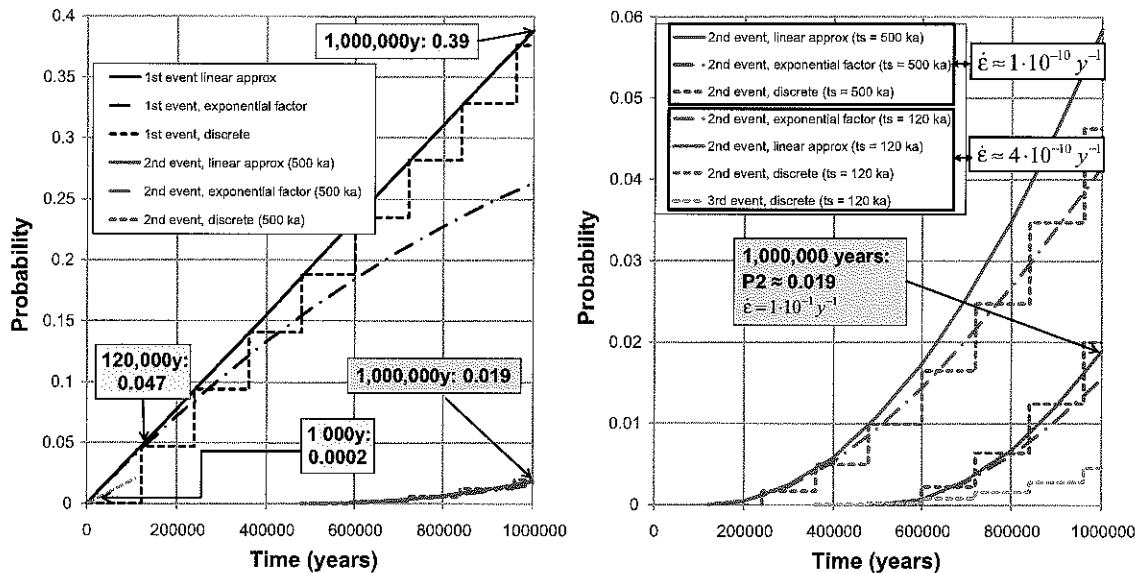 0.4
0.35
0.3
0.25
0.2
0.15
0.1
0.05
0
Probability
1,000,000y: 0.39
1st event linear approx
1st event, exponential factor
1st event, discrete
2nd event, linear approx (500 ka)
2nd event, exponential factor (500 ka)
2nd event, discrete (500 ka)
120,000y:
0.047
1 000y:
0.0002
1,000,000y: 0.019
0 200000 400000 600000 800000 1000000
Time (years)
0.06
0.05
0.04
0.03
0.02
0.01
0
Probability
2nd event, linear approx (ts = 500 ka)
2nd event, exponential factor (ts = 500 ka)
2nd event, discrete (ts = 500 ka)
2nd event, exponential factor (ts = 120 ka)
2nd event, linear approx (ts = 120 ka)
2nd event, discrete (ts = 120 ka)
3rd event, discrete (ts = 120 ka)
ε̇ ≈ 1·10⁻¹⁰ y⁻¹
ε̇ ≈ 4·10⁻¹⁰ y⁻¹
1,000,000 years:
P2 ≈ 0.019
ε̇ = 1·10⁻¹ y⁻¹
0 200000 400000 600000 800000 1000000
Time (years)